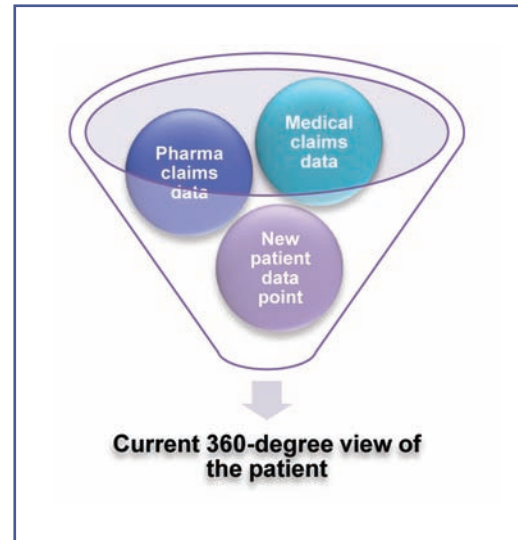 Medical
claims
data
Pharma
claims
data
New
patient
data
point
Current 360-degree view of
the patient